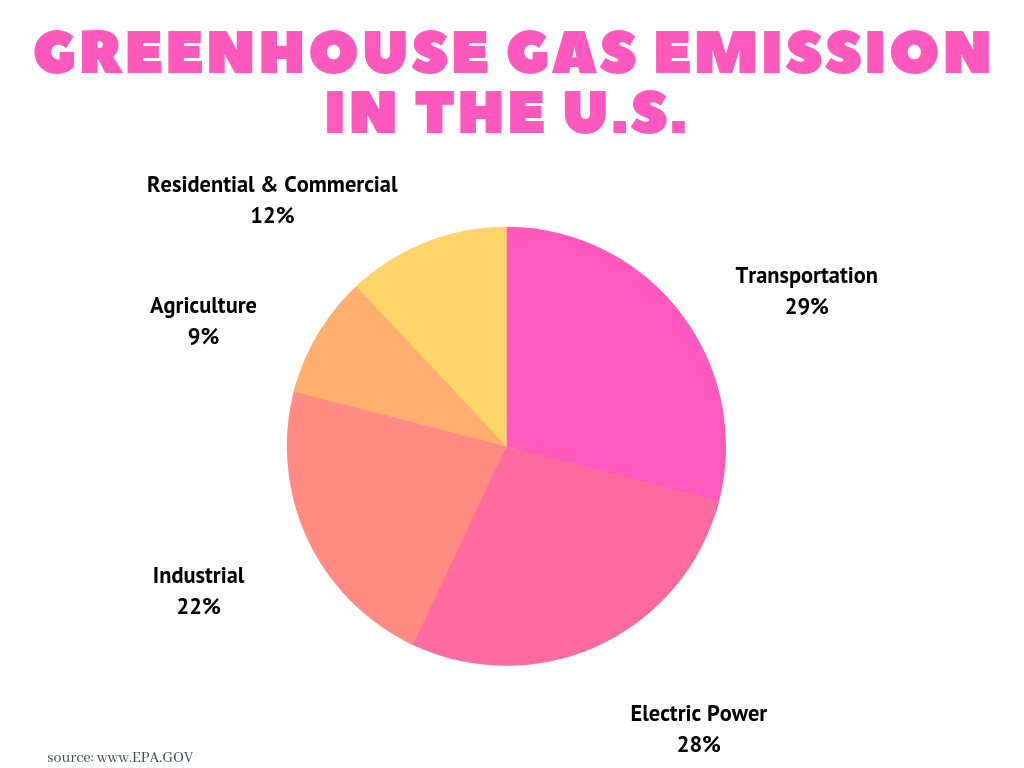 GREENHOUSE GAS EMISSION
IN THE U.S.
Residential & Commercial
12%
Transportation
29%
Agriculture
9%
Industrial
22%
Electric Power
28%
source: www.EPA.GOV